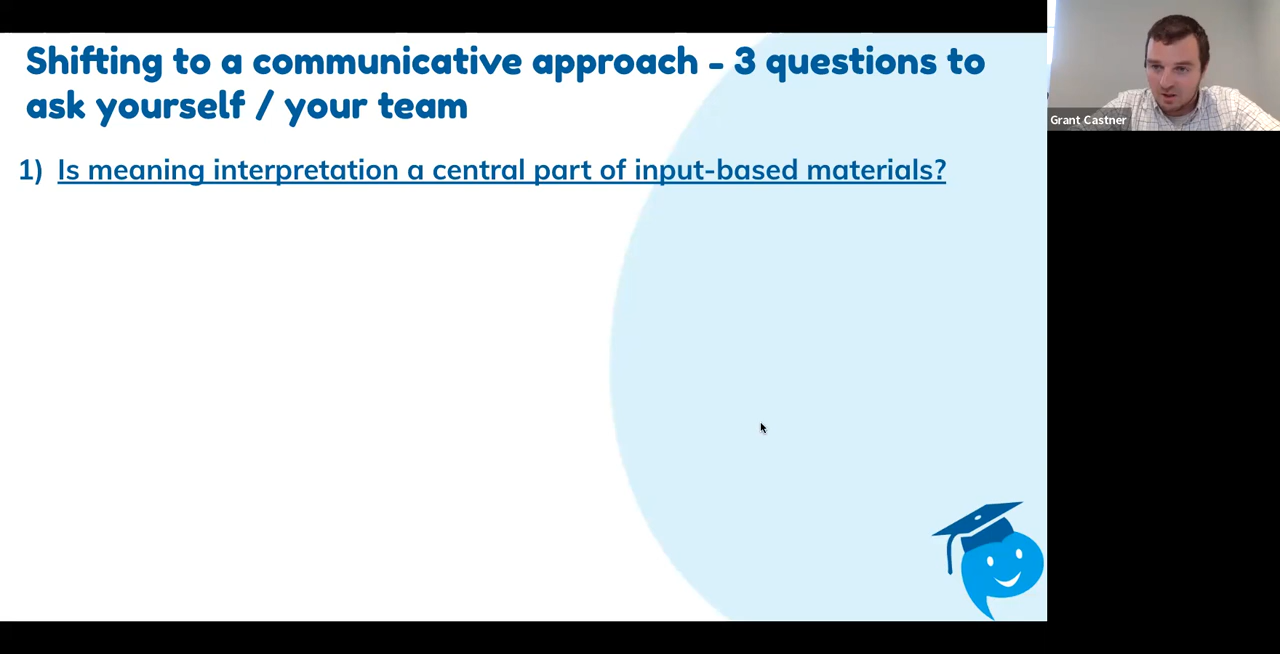 Shifting to a communicative approach - 3 questions to
ask yourself / your team
1) Is meaning interpretation a central part of input-based materials?
Grant Castner